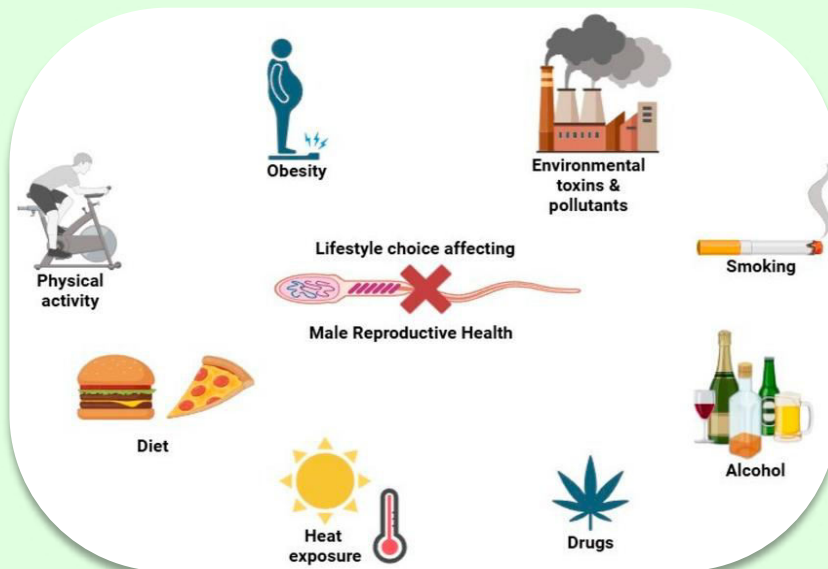 Obesity
Environmental
toxins &
pollutants
Lifestyle choice affecting
Smoking
Physical
activity
Male Reproductive Health
Diet
Alcohol
Heat
exposure
Drugs